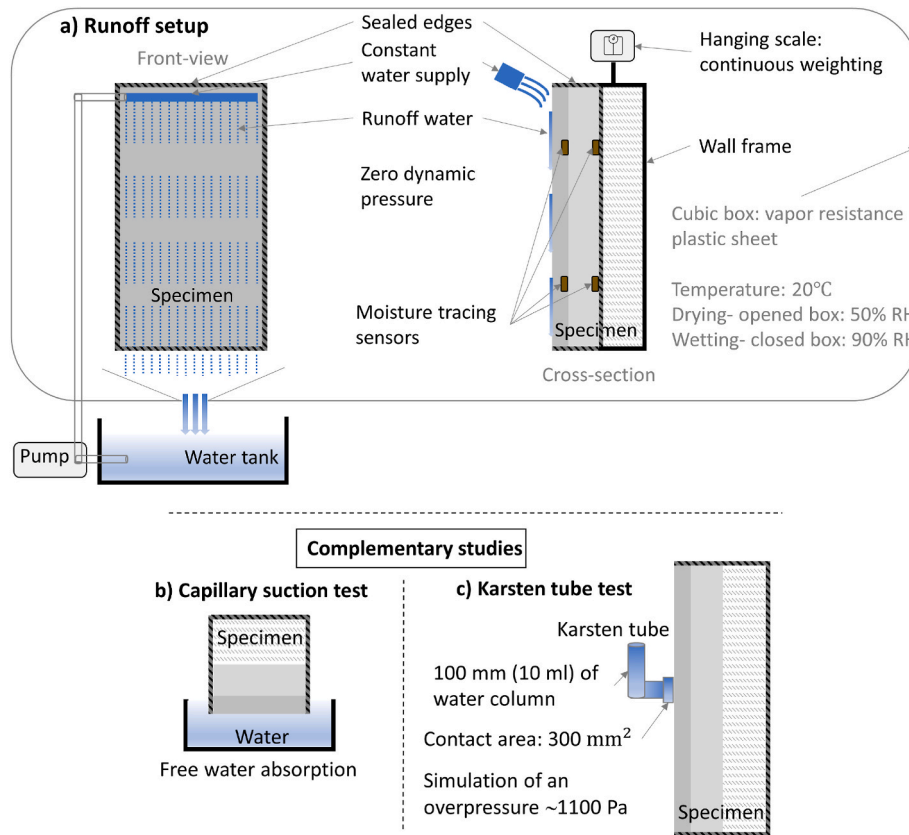 a) Runoff setup
Front-view
Sealed edges
Constant
water supply
Runoff water
Zero dynamic
pressure
Moisture tracing
sensors
Specimen
Pump
Water tank
Hanging scale:
continuous weighting
Wall frame
Cubic box: vapor resistance
plastic sheet
Temperature: 20℃
Drying- opened box: 50% RH
Wetting- closed box: 90% RH
Specimen
Cross-section
Complementary studies
b) Capillary suction test
Specimen
Water
Free water absorption
c) Karsten tube test
Karsten tube
100 mm (10 ml) of
water column
Contact area: 300 mm²
Simulation of an
overpressure ~1100 Pa
Specimen